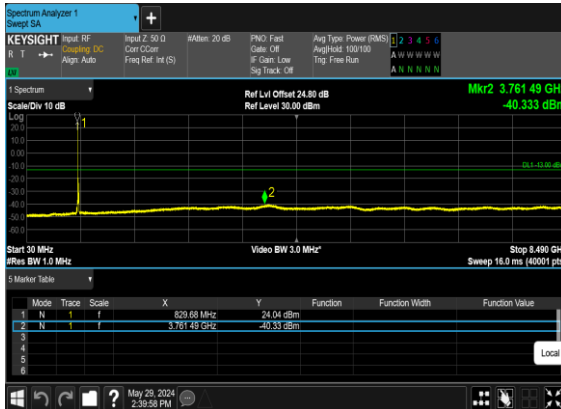 Spectrum Analyzer 1
Swept SA
+
KEYSIGHT
R T
LXI
Input: RF
Coupling: DC
Align: Auto
Input Z: 50 Ω
Corr CCorr
Freq Ref: Int (S)
#Atten: 20 dB
PNO: Fast
Gate: Off
IF Gain: Low
Sig Track: Off
Avg Type: Power (RMS)
Avg|Hold: 100/100
Trig: Free Run
1 2 3 4 5 6
A W W W W W
A N N N N N
1 Spectrum
Scale/Div 10 dB
Ref Lvl Offset 24.80 dB
Ref Level 30.00 dBm
Mkr2 3.761 49 GH
-40.333 dBm
Log
20.0
10.0
0.00
-10.0
-20.0
-30.0
-40.0
-50.0
-60.0
1
2
DL1 -13.00 dB
Start 30 MHz
#Res BW 1.0 MHz
Video BW 3.0 MHz*
Stop 8.490 GH
Sweep 16.0 ms (40001 pts
5 Marker Table
Mode Trace Scale X Y Function Function Width Function Value
1 N 1 f 829.68 MHz 24.04 dBm
2 N 1 f 3.761 49 GHz -40.33 dBm
3
4
5
6
Local
?
May 29, 2024
2:39:58 PM